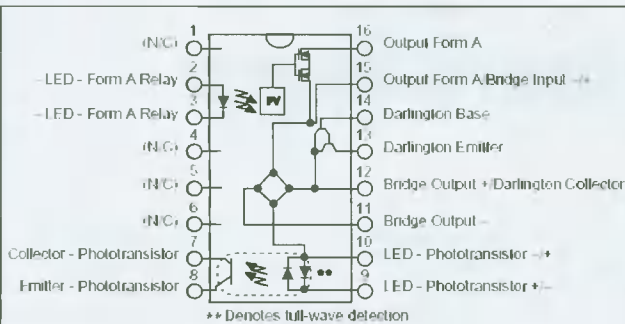 1
(N/C)
2
LED - Form A Relay
3
LED - Form A Relay
4
(N/C)
5
(N/C)
6
(N/C)
7
Collector - Phototransistor
8
Emitter - Phototransistor
PV
**
16
Output Form A
15
Output Form A/Bridge Input -/+
14
Darlington Base
13
Darlington Emitter
12
Bridge Output +/Darlington Collector
11
Bridge Output -
10
LED - Phototransistor -/+
9
LED - Phototransistor +/-
** Denotes full-wave detection